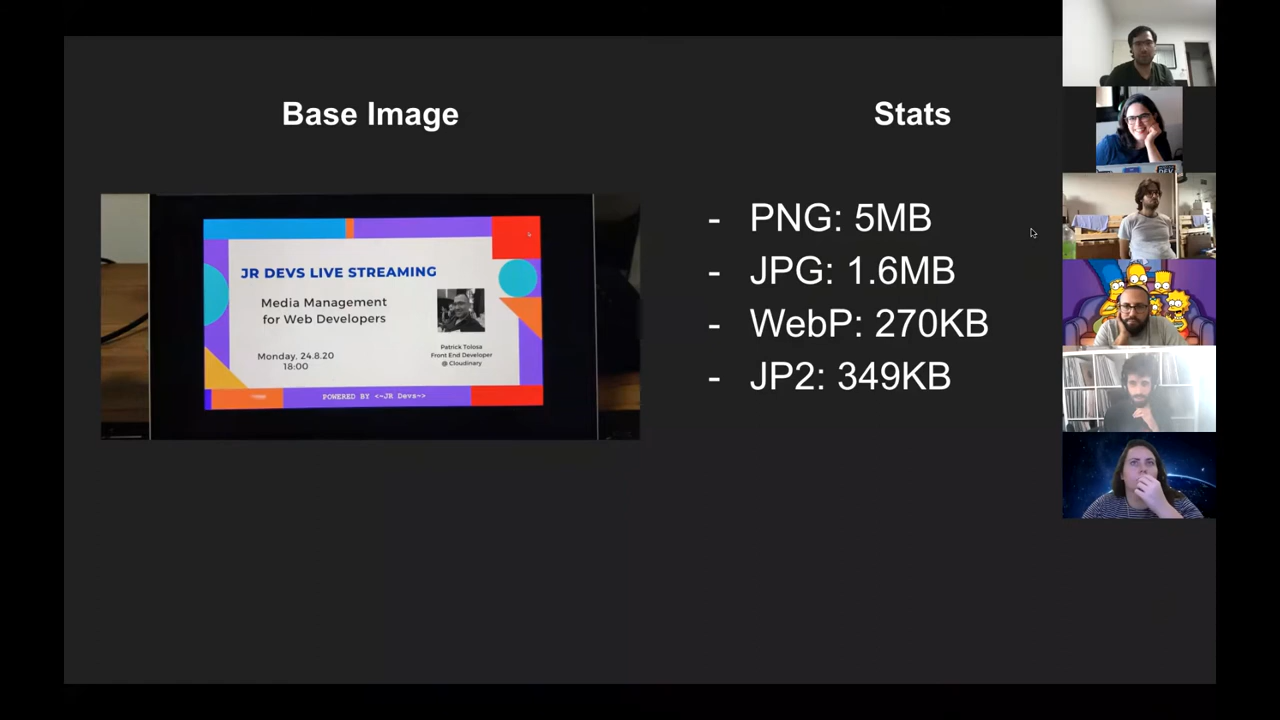 Base Image
JR DEVS LIVE STREAMING
Media Management
for Web Developers
Patrick Tolosa
Front End Developer
@ Cloudinary
Monday, 24.8.20
18:00
POWERED BY <~JR Devs~>
Stats
- PNG: 5MB
- JPG: 1.6MB
- WebP: 270KB
- JP2: 349KB
DEV